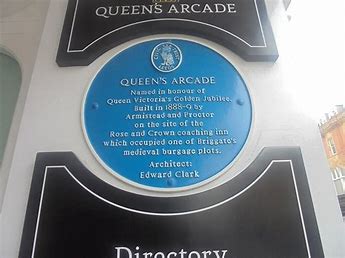 QUEEN'S ARCADE
QUEEN'S ARCADE
Named in honour of
Queen Victoria's Golden Jubilee.
Built in 1888-9 by
Armistead and Proctor
on the site of the
Rose and Crown coaching inn
which occupied one of Briggate's
medieval burgage plots.
Architect:
Edward Clark
Directory